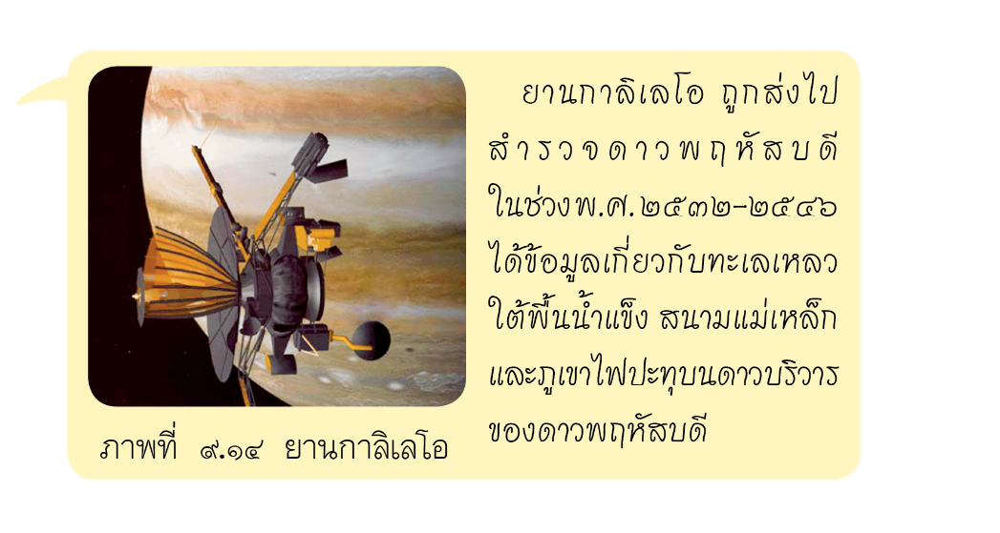 ยานกาลิเลโอ ถูกส่งไป
สำรวจดาวพฤหัสบดี
ในช่วงพ.ศ.๒๕๓๒-๒๕๔๖
ได้ข้อมูลเกี่ยวกับทะเลเหลว
ใต้พื้นน้ำแข็ง สนามแม่เหล็ก
และภูเขาไฟปะทุบนดาวบริวาร
ของดาวพฤหัสบดี
ภาพที่ ๙.๑๔ ยานกาลิเลโอ